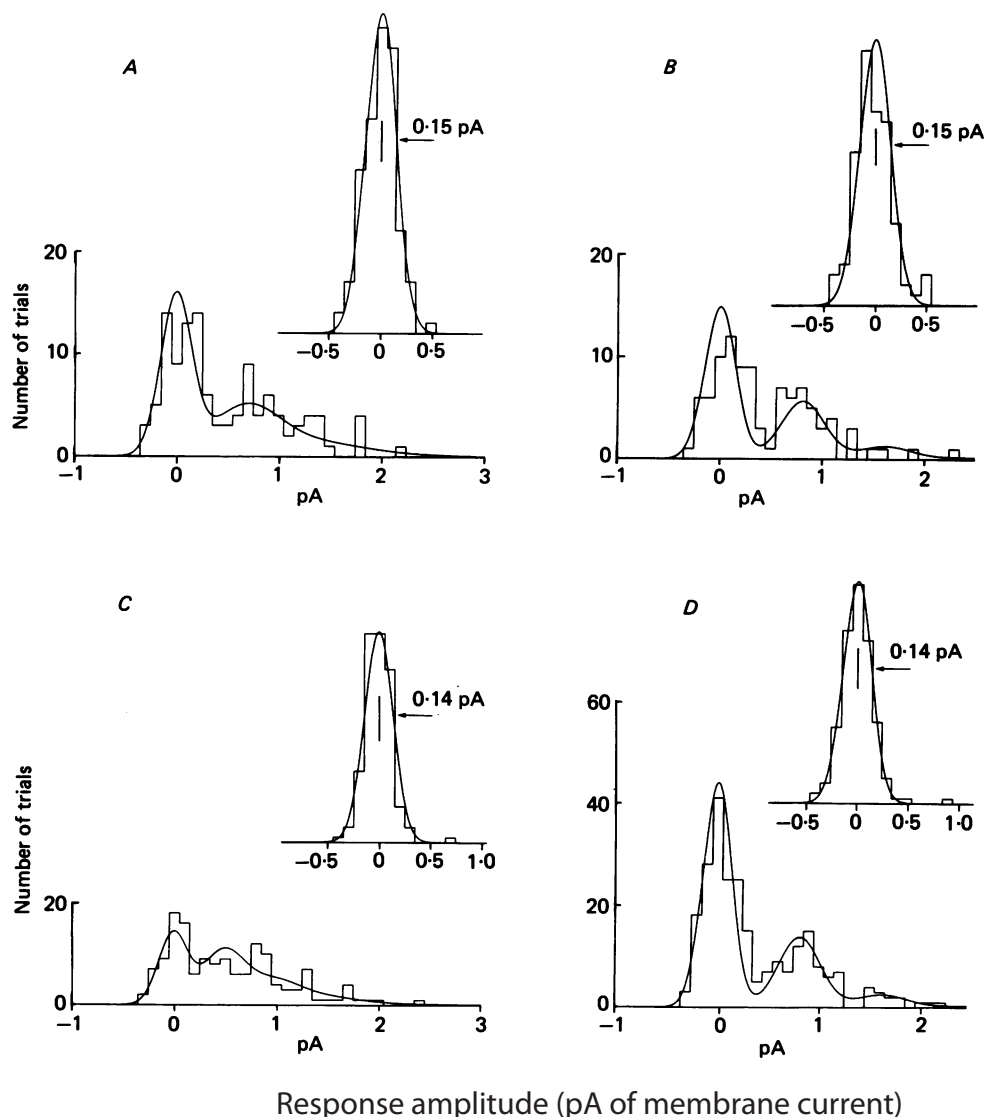 A
0·15 pA
Number of trials
20
10
0
−0·5 0 0·5
−1 0 1 2 3
pA
B
0·15 pA
20
10
0
−0·5 0 0·5
−1 0 1 2
pA
C
0·14 pA
Number of trials
−0·5 0 0·5 1·0
20
10
0
−1 0 1 2 3
pA
D
0·14 pA
60
40
20
0
−0·5 0 0·5 1·0
−1 0 1 2
pA
Response amplitude (pA of membrane current)